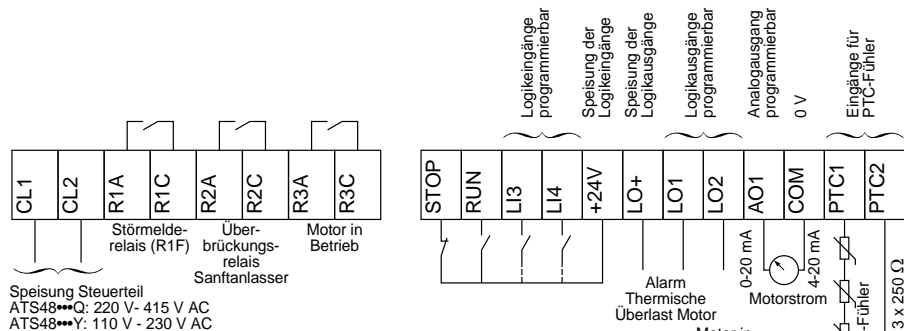 Logikeingänge
programmierbar
Speisung der
Logikeingänge
Speisung der
Logikausgänge
Logikausgänge
programmierbar
Analogausgang
programmierbar
0 V
Eingänge für
PTC-Fühler
CL1
CL2
R1A
R1C
R2A
R2C
R3A
R3C
STOP
RUN
LI3
LI4
+24V
LO+
LO1
LO2
AO1
COM
PTC1
PTC2
Störmelde-
relais (R1F)
Über-
brückungs-
relais
Sanftanlasser
Motor in
Betrieb
Speisung Steuerteil
ATS48•••Q: 220 V- 415 V AC
ATS48•••Y: 110 V - 230 V AC
Alarm
Thermische
Überlast Motor
0-20 mA
4-20 mA
Motorstrom
-Fühler
3 x 250 Ω
Motor in